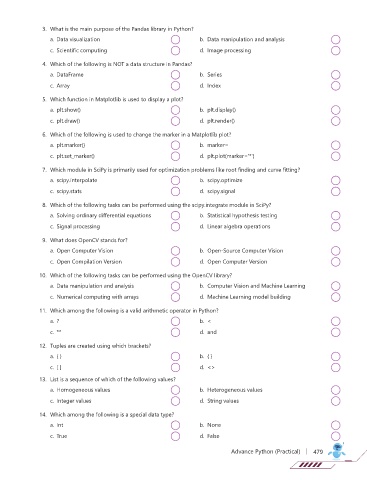 3. What is the main purpose of the Pandas library in Python?
a. Data visualization b. Data manipulation and analysis
c. Scientific computing d. Image processing
4. Which of the following is NOT a data structure in Pandas?
a. DataFrame b. Series
c. Array d. Index
5. Which function in Matplotlib is used to display a plot?
a. plt.show() b. plt.display()
c. plt.draw() d. plt.render()
6. Which of the following is used to change the marker in a Matplotlib plot?
a. plt.marker() b. marker=
c. plt.set_marker() d. plt.plot(marker='*')
7. Which module in SciPy is primarily used for optimization problems like root finding and curve fitting?
a. scipy.interpolate b. scipy.optimize
c. scipy.stats d. scipy.signal
8. Which of the following tasks can be performed using the scipy.integrate module in SciPy?
a. Solving ordinary differential equations b. Statistical hypothesis testing
c. Signal processing d. Linear algebra operations
9. What does OpenCV stands for?
a. Open Computer Vision b. Open-Source Computer Vision
c. Open Compilation Version d. Open Computer Version
10. Which of the following tasks can be performed using the OpenCV library?
a. Data manipulation and analysis b. Computer Vision and Machine Learning
c. Numerical computing with arrays d. Machine Learning model building
11. Which among the following is a valid arithmetic operator in Python?
a. ? b. <
c. ** d. and
12. Tuples are created using which brackets?
a. ( ) b. { }
c. [ ] d. <>
13. List is a sequence of which of the following values?
a. Homogeneous values b. Heterogeneous values
c. Integer values d. String values
14. Which among the following is a special data type?
a. int b. None
c. True d. False
Advance Python (Practical) | 479